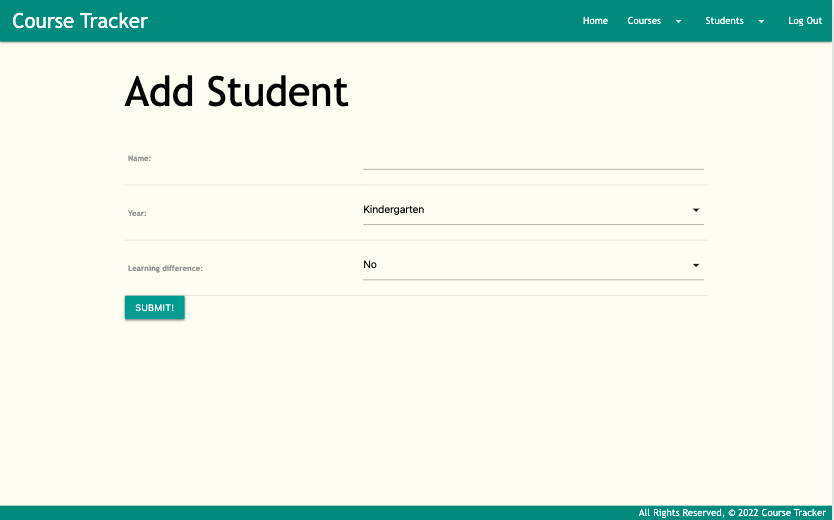 Course Tracker
Home Courses Students Log Out
Add Student
Name:
Year: Kindergarten
Learning difference: No
SUBMIT!
All Rights Reserved, © 2022 Course Tracker